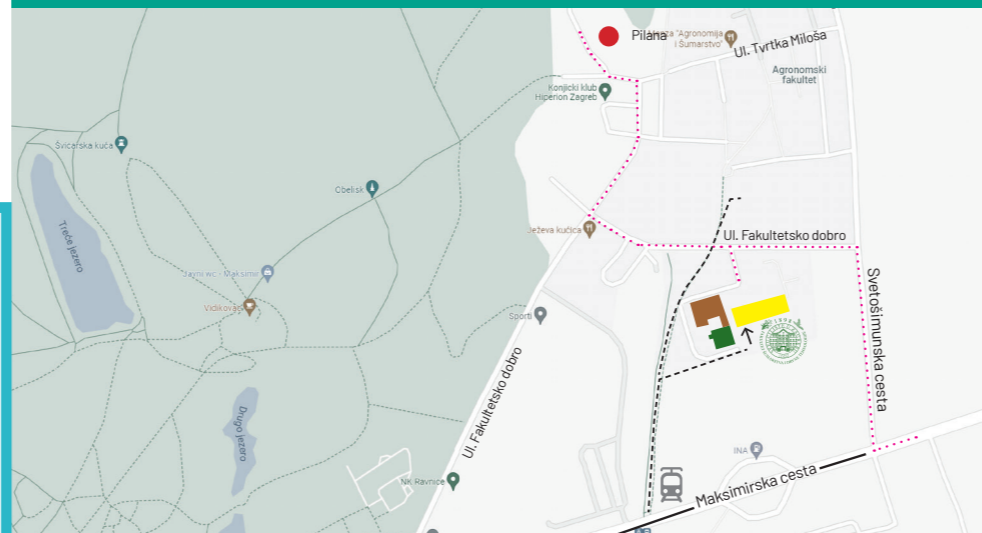 Pilana
Menza "Agronomija
i Šumarstvo"
Ul. Tvrtka Miloša
Agronomski
fakultet
Konjički klub
Hiperion Zagreb
Švicarska kuća
Obelisk
Treće jezero
Ježeva kućica
Ul. Fakultetsko dobro
Javni wc - Maksimir
Vidikovac
Sporti
Svetošimunska cesta
1898
Ul. Fakultetsko dobro
Drugo jezero
INA
NK Ravnice
Maksimirska cesta